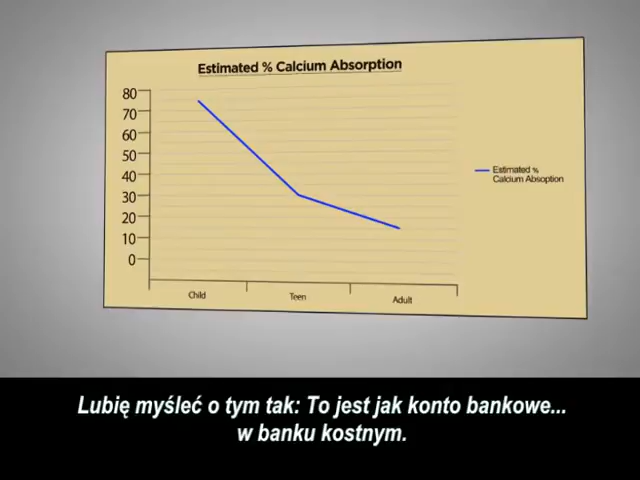 Estimated % Calcium Absorption
80
70
60
50
40
30
20
10
0
Child
Teen
Adult
Estimated %
Calcium Absoption
Lubię myśleć o tym tak: To jest jak konto bankowe...
w banku kostnym.